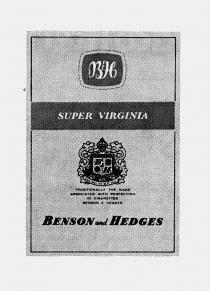 B&H
SUPER VIRGINIA
TRADITIONALLY THE NAME
ASSOCIATED WITH PERFECTION
IN CIGARETTES
BENSON & HEDGES
BENSON and HEDGES